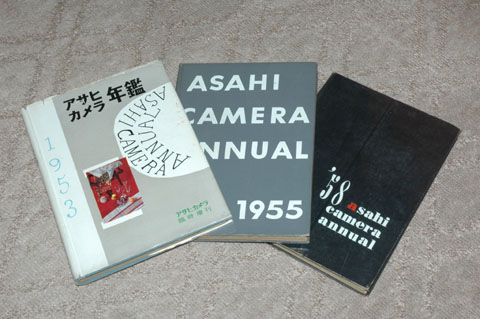 アサヒ
カメラ 年鑑
ASAHI
CAMERA
ANNUAL
1953
アサヒカメラ
臨時増刊
ASAHI
CAMERA
ANNUAL
1955
'58 asahi
camera
annual